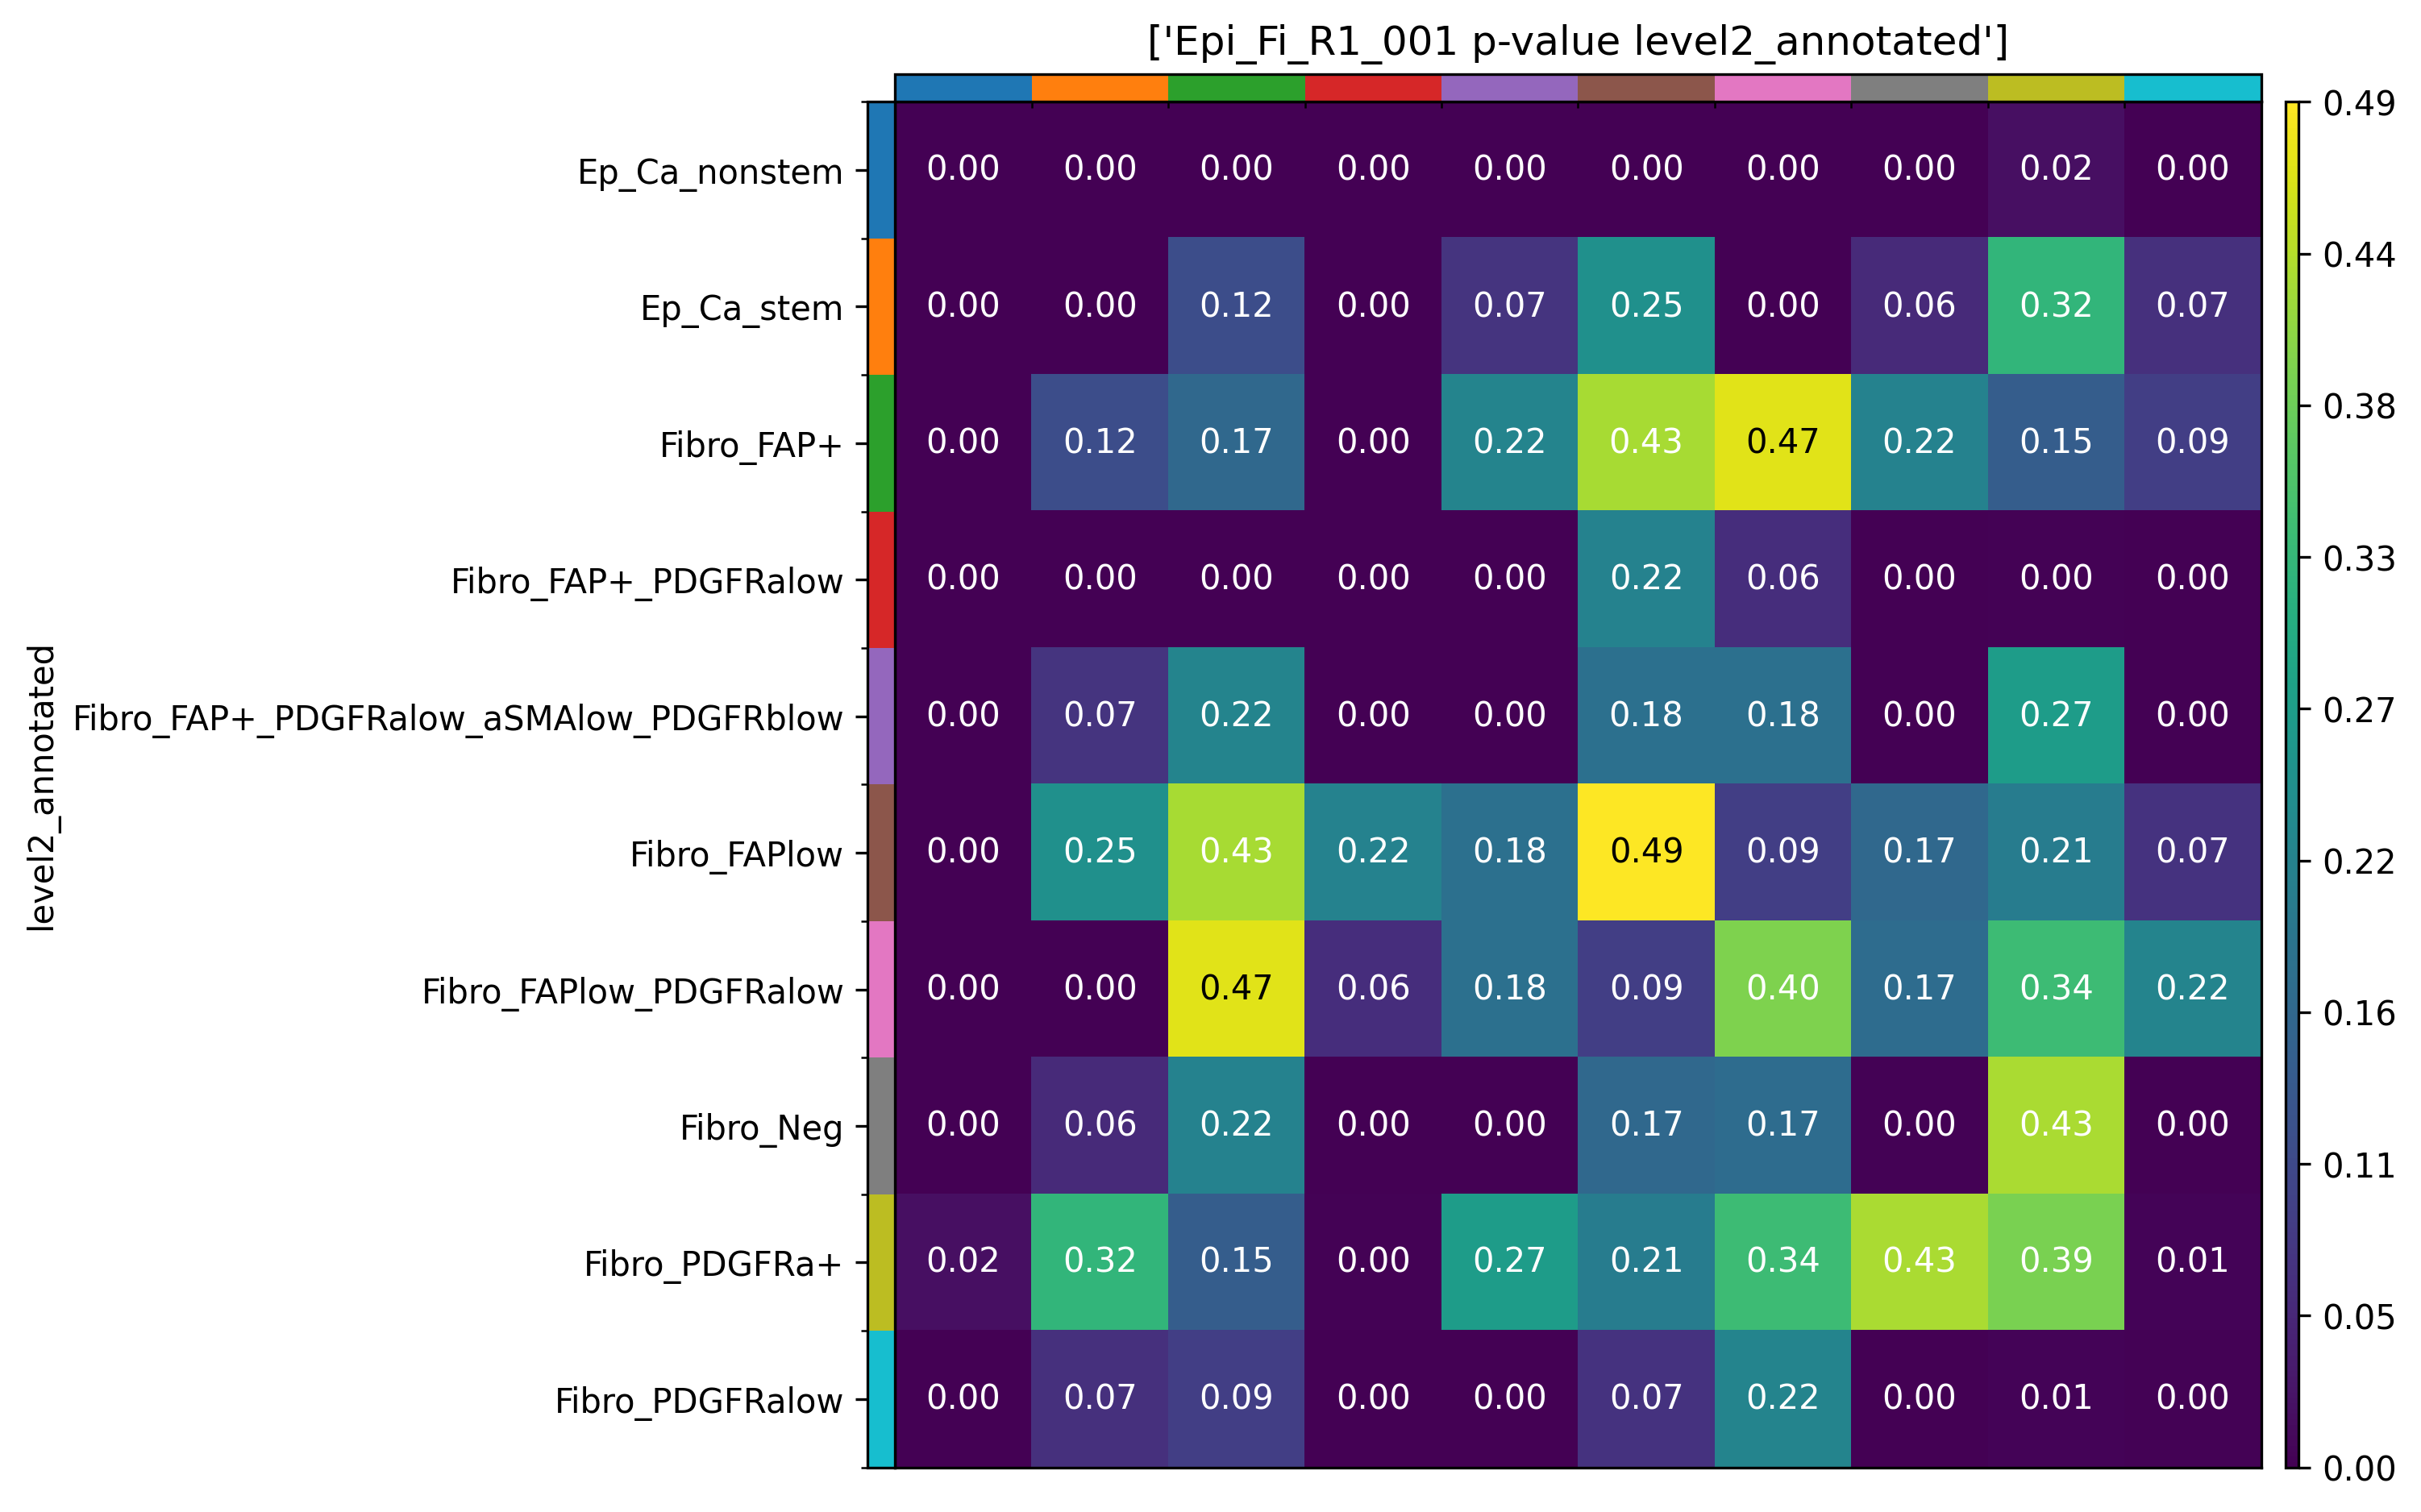 ['Epi_Fi_R1_001 p-value level2_annotated']
level2_annotated
Ep_Ca_nonstem 0.00 0.00 0.00 0.00 0.00 0.00 0.00 0.00 0.02 0.00
Ep_Ca_stem 0.00 0.00 0.12 0.00 0.07 0.25 0.00 0.06 0.32 0.07
Fibro_FAP+ 0.00 0.12 0.17 0.00 0.22 0.43 0.47 0.22 0.15 0.09
Fibro_FAP+_PDGFRalow 0.00 0.00 0.00 0.00 0.00 0.22 0.06 0.00 0.00 0.00
Fibro_FAP+_PDGFRalow_aSMAlow_PDGFRblow 0.00 0.07 0.22 0.00 0.00 0.18 0.18 0.00 0.27 0.00
Fibro_FAPlow 0.00 0.25 0.43 0.22 0.18 0.49 0.09 0.17 0.21 0.07
Fibro_FAPlow_PDGFRalow 0.00 0.00 0.47 0.06 0.18 0.09 0.40 0.17 0.34 0.22
Fibro_Neg 0.00 0.06 0.22 0.00 0.00 0.17 0.17 0.00 0.43 0.00
Fibro_PDGFRa+ 0.02 0.32 0.15 0.00 0.27 0.21 0.34 0.43 0.39 0.01
Fibro_PDGFRalow 0.00 0.07 0.09 0.00 0.00 0.07 0.22 0.00 0.01 0.00
0.49
0.44
0.38
0.33
0.27
0.22
0.16
0.11
0.05
0.00